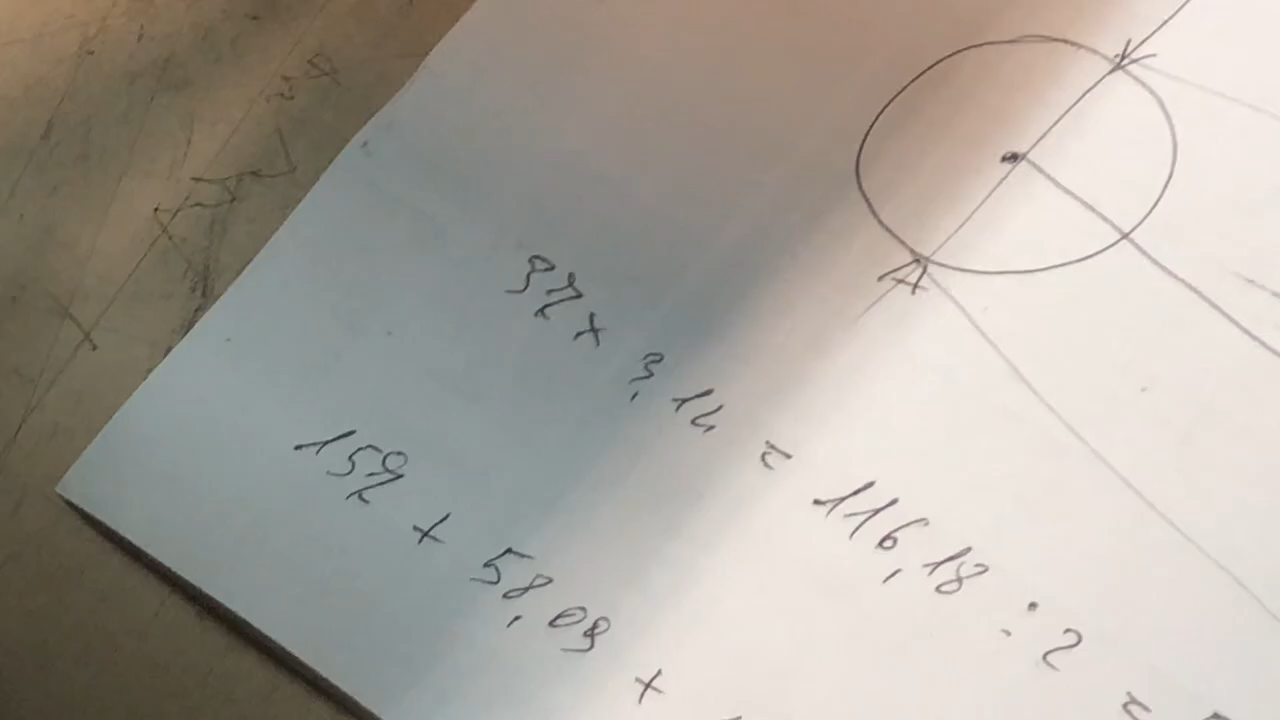 A
37 + 3,14 = 116,18 : 2 =
157 + 58,09 +